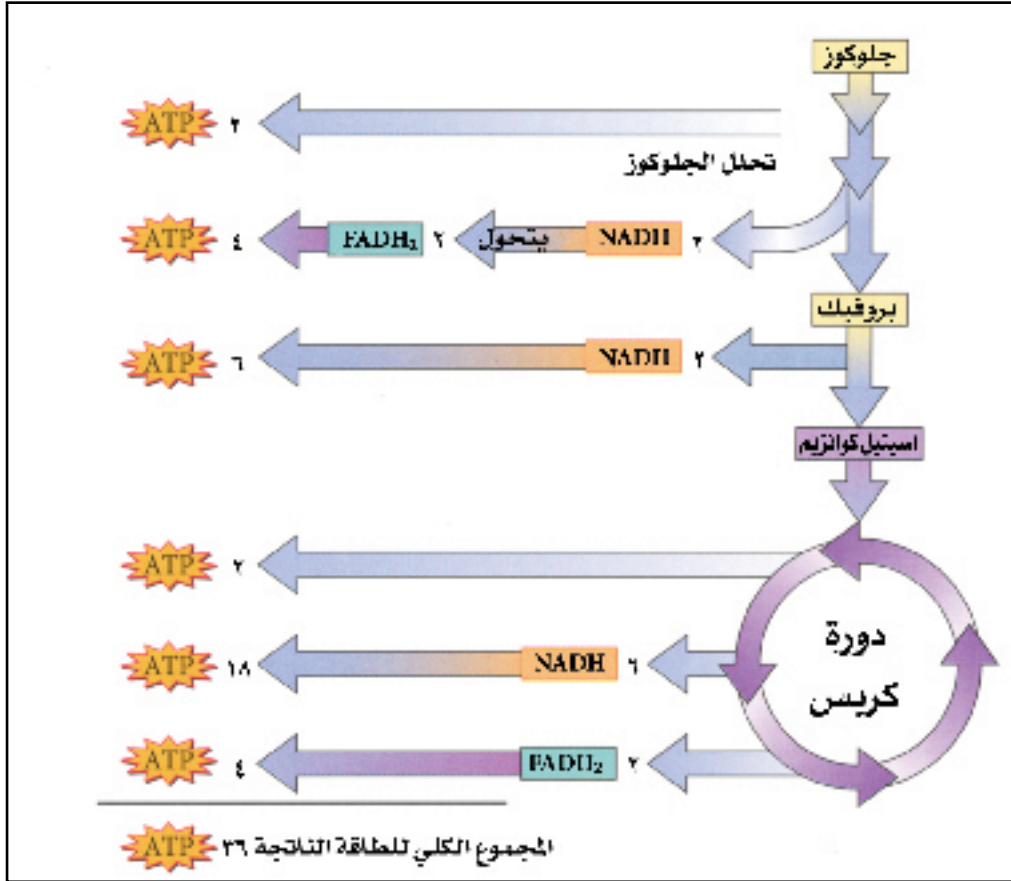 جلوكوز
٢ ATP
تحلل الجلوكوز
٢ NADH يتحول ٢ FADH₂ ٤ ATP
بروفيك
٢ NADH ٦ ATP
اسيتيل كوانزيم
٢ ATP
دورة
كربس
٦ NADH ١٨ ATP
٢ FADH₂ ٤ ATP
المجموع الكلي للطاقة الناتجة ٣٦ ATP